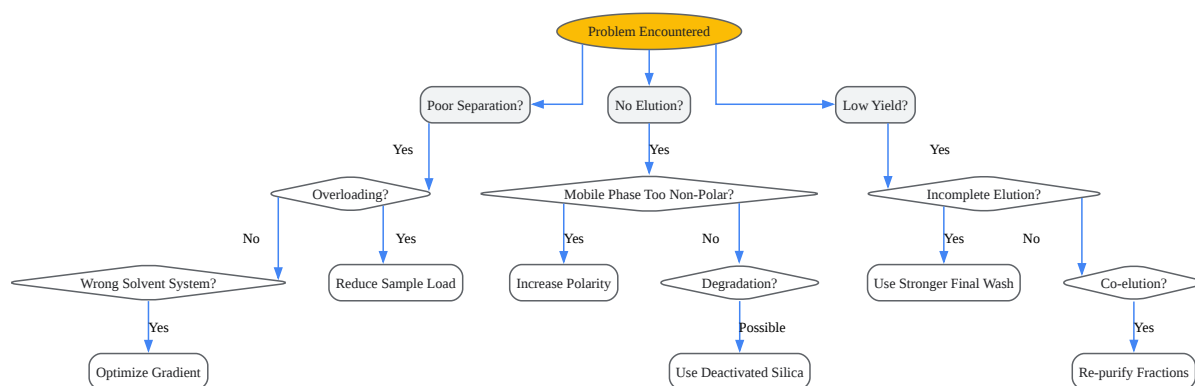 Problem Encountered
Poor Separation?
No Elution?
Low Yield?
Yes
Yes
Yes
Overloading?
Mobile Phase Too Non-Polar?
Incomplete Elution?
No
Yes
Yes
No
Yes
No
Wrong Solvent System?
Reduce Sample Load
Increase Polarity
Degradation?
Use Stronger Final Wash
Co-elution?
Yes
Possible
Yes
Optimize Gradient
Use Deactivated Silica
Re-purify Fractions